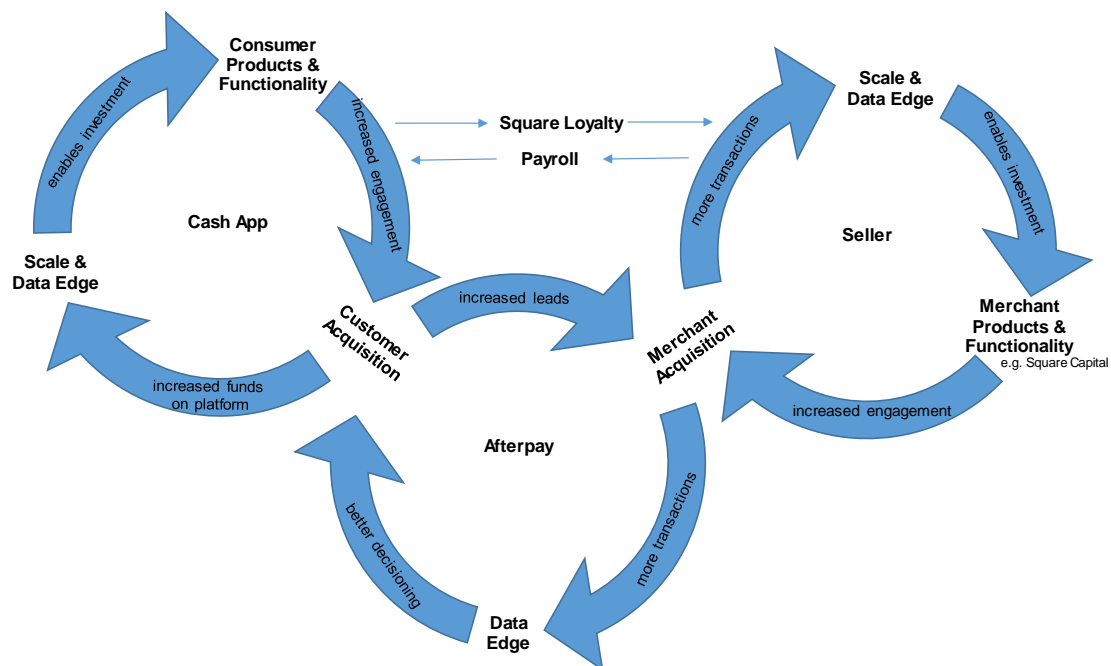 Consumer
Products &
Functionality
enables investment
increased engagement
Cash App
Scale &
Data Edge
increased funds
on platform
Customer
Acquisition
Square Loyalty
Payroll
increased leads
Afterpay
better decisioning
Data
Edge
more transactions
Merchant
Acquisition
more transactions
Scale &
Data Edge
enables investment
Seller
Merchant
Products &
Functionality
e.g. Square Capital
increased engagement